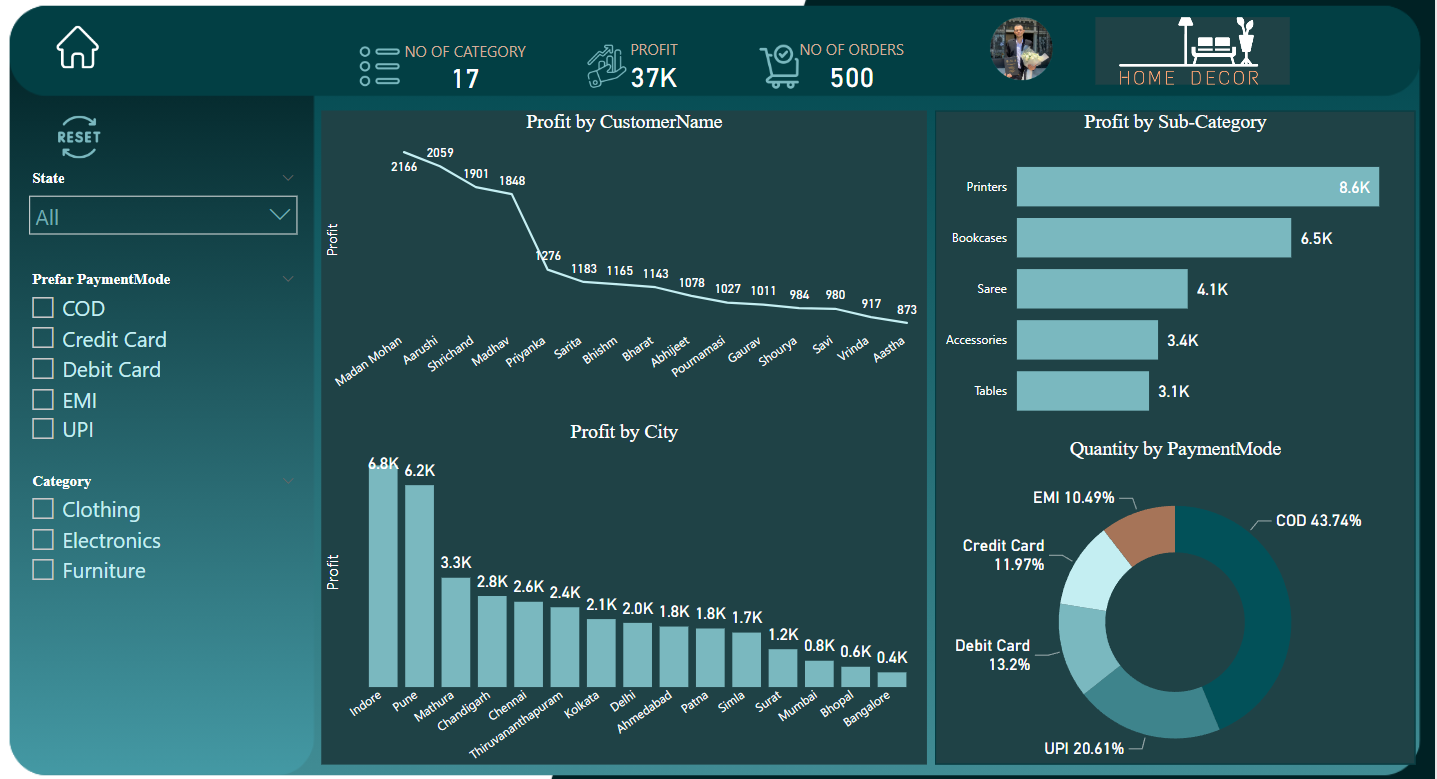 NO OF CATEGORY
17
PROFIT
37K
NO OF ORDERS
500
HOME DECOR
RESET
State
All
Prefar PaymentMode
COD
Credit Card
Debit Card
EMI
UPI
Category
Clothing
Electronics
Furniture
Profit by CustomerName
Profit
2166
2059
1901
1848
1276
1183
1165
1143
1078
1027
1011
984
980
917
873
Madan Mohan
Aarushi
Shrichand
Madhav
Priyanka
Sarita
Bhishm
Bharat
Abhijeet
Pournamasi
Gaurav
Shourya
Savi
Vrinda
Aastha
Profit by City
Profit
6.8K
6.2K
3.3K
2.8K
2.6K
2.4K
2.1K
2.0K
1.8K
1.8K
1.7K
1.2K
0.8K
0.6K
0.4K
Indore
Pune
Mathura
Chandigarh
Chennai
Thiruvananthapuram
Kolkata
Delhi
Ahmedabad
Patna
Simla
Surat
Mumbai
Bhopal
Bangalore
Profit by Sub-Category
Printers 8.6K
Bookcases 6.5K
Saree 4.1K
Accessories 3.4K
Tables 3.1K
Quantity by PaymentMode
EMI 10.49%
COD 43.74%
Credit Card
11.97%
Debit Card
13.2%
UPI 20.61%